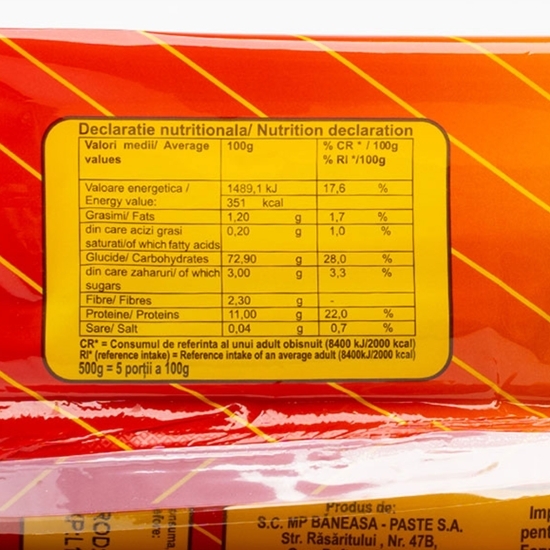 Declaratie nutritionala/ Nutrition declaration
Valori medii/ Average values 100g % CR * / 100g % RI */100g
Valoare energetica / Energy value: 1489,1 kJ 351 kcal 17,6 %
Grasimi/ Fats 1,20 g 1,7 %
din care acizi grasi saturati/of which fatty acids 0,20 g 1,0 %
Glucide/ Carbohydrates 72,90 g 28,0 %
din care zaharuri/ of which sugars 3,00 g 3,3 %
Fibre/ Fibres 2,30 g -
Proteine/ Proteins 11,00 g 22,0 %
Sare/ Salt 0,04 g 0,7 %
CR* = Consumul de referinta al unui adult obisnuit (8400 kJ/2000 kcal)
RI* (reference intake) = Reference intake of an average adult (8400kJ/2000 kcal)
500g = 5 porții a 100g
Produs de:
S.C. MP BĂNEASA - PASTE S.A.
Str. Răsăritului , Nr. 47B,